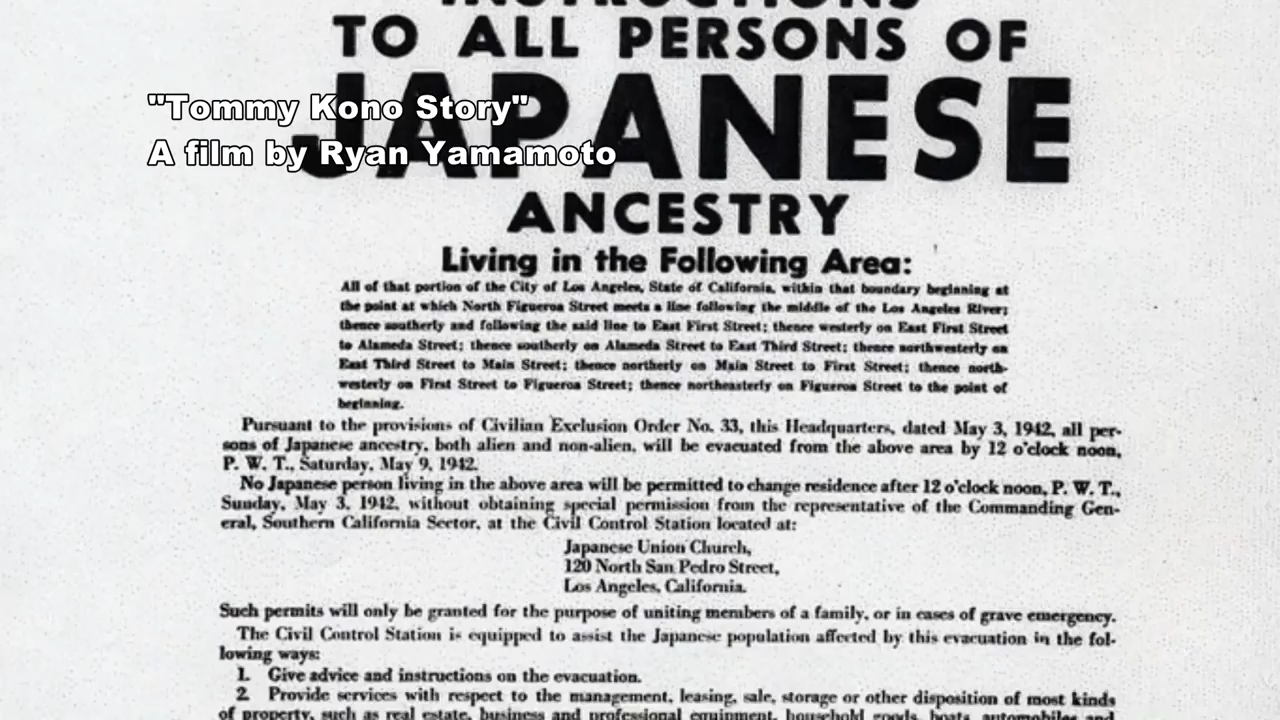 INSTRUCTIONS
TO ALL PERSONS OF
JAPANESE
"Tommy Kono Story"
A film by Ryan Yamamoto
ANCESTRY
Living in the Following Area:
All of that portion of the City of Los Angeles, State of California, within that boundary beginning at
the point at which North Figueroa Street meets a line following the middle of the Los Angeles River;
thence southerly and following the said line to East First Street; thence westerly on East First Street
to Alameda Street; thence southerly on Alameda Street to East Third Street; thence northwesterly on
East Third Street to Main Street; thence northerly on Main Street to First Street; thence north-
westerly on First Street to Figueroa Street; thence northeasterly on Figueroa Street to the point of
beginning.
Pursuant to the provisions of Civilian Exclusion Order No. 33, this Headquarters, dated May 3, 1942, all per-
sons of Japanese ancestry, both alien and non-alien, will be evacuated from the above area by 12 o'clock noon,
P. W. T., Saturday, May 9, 1942.
No Japanese person living in the above area will be permitted to change residence after 12 o'clock noon, P. W. T.,
Sunday, May 3, 1942, without obtaining special permission from the representative of the Commanding Gen-
eral, Southern California Sector, at the Civil Control Station located at:
Japanese Union Church,
120 North San Pedro Street,
Los Angeles, California.
Such permits will only be granted for the purpose of uniting members of a family, or in cases of grave emergency.
The Civil Control Station is equipped to assist the Japanese population affected by this evacuation in the fol-
lowing ways:
1. Give advice and instructions on the evacuation.
2. Provide services with respect to the management, leasing, sale, storage or other disposition of most kinds
of property, such as real estate, business and professional equipment, household goods, boats, automobiles and